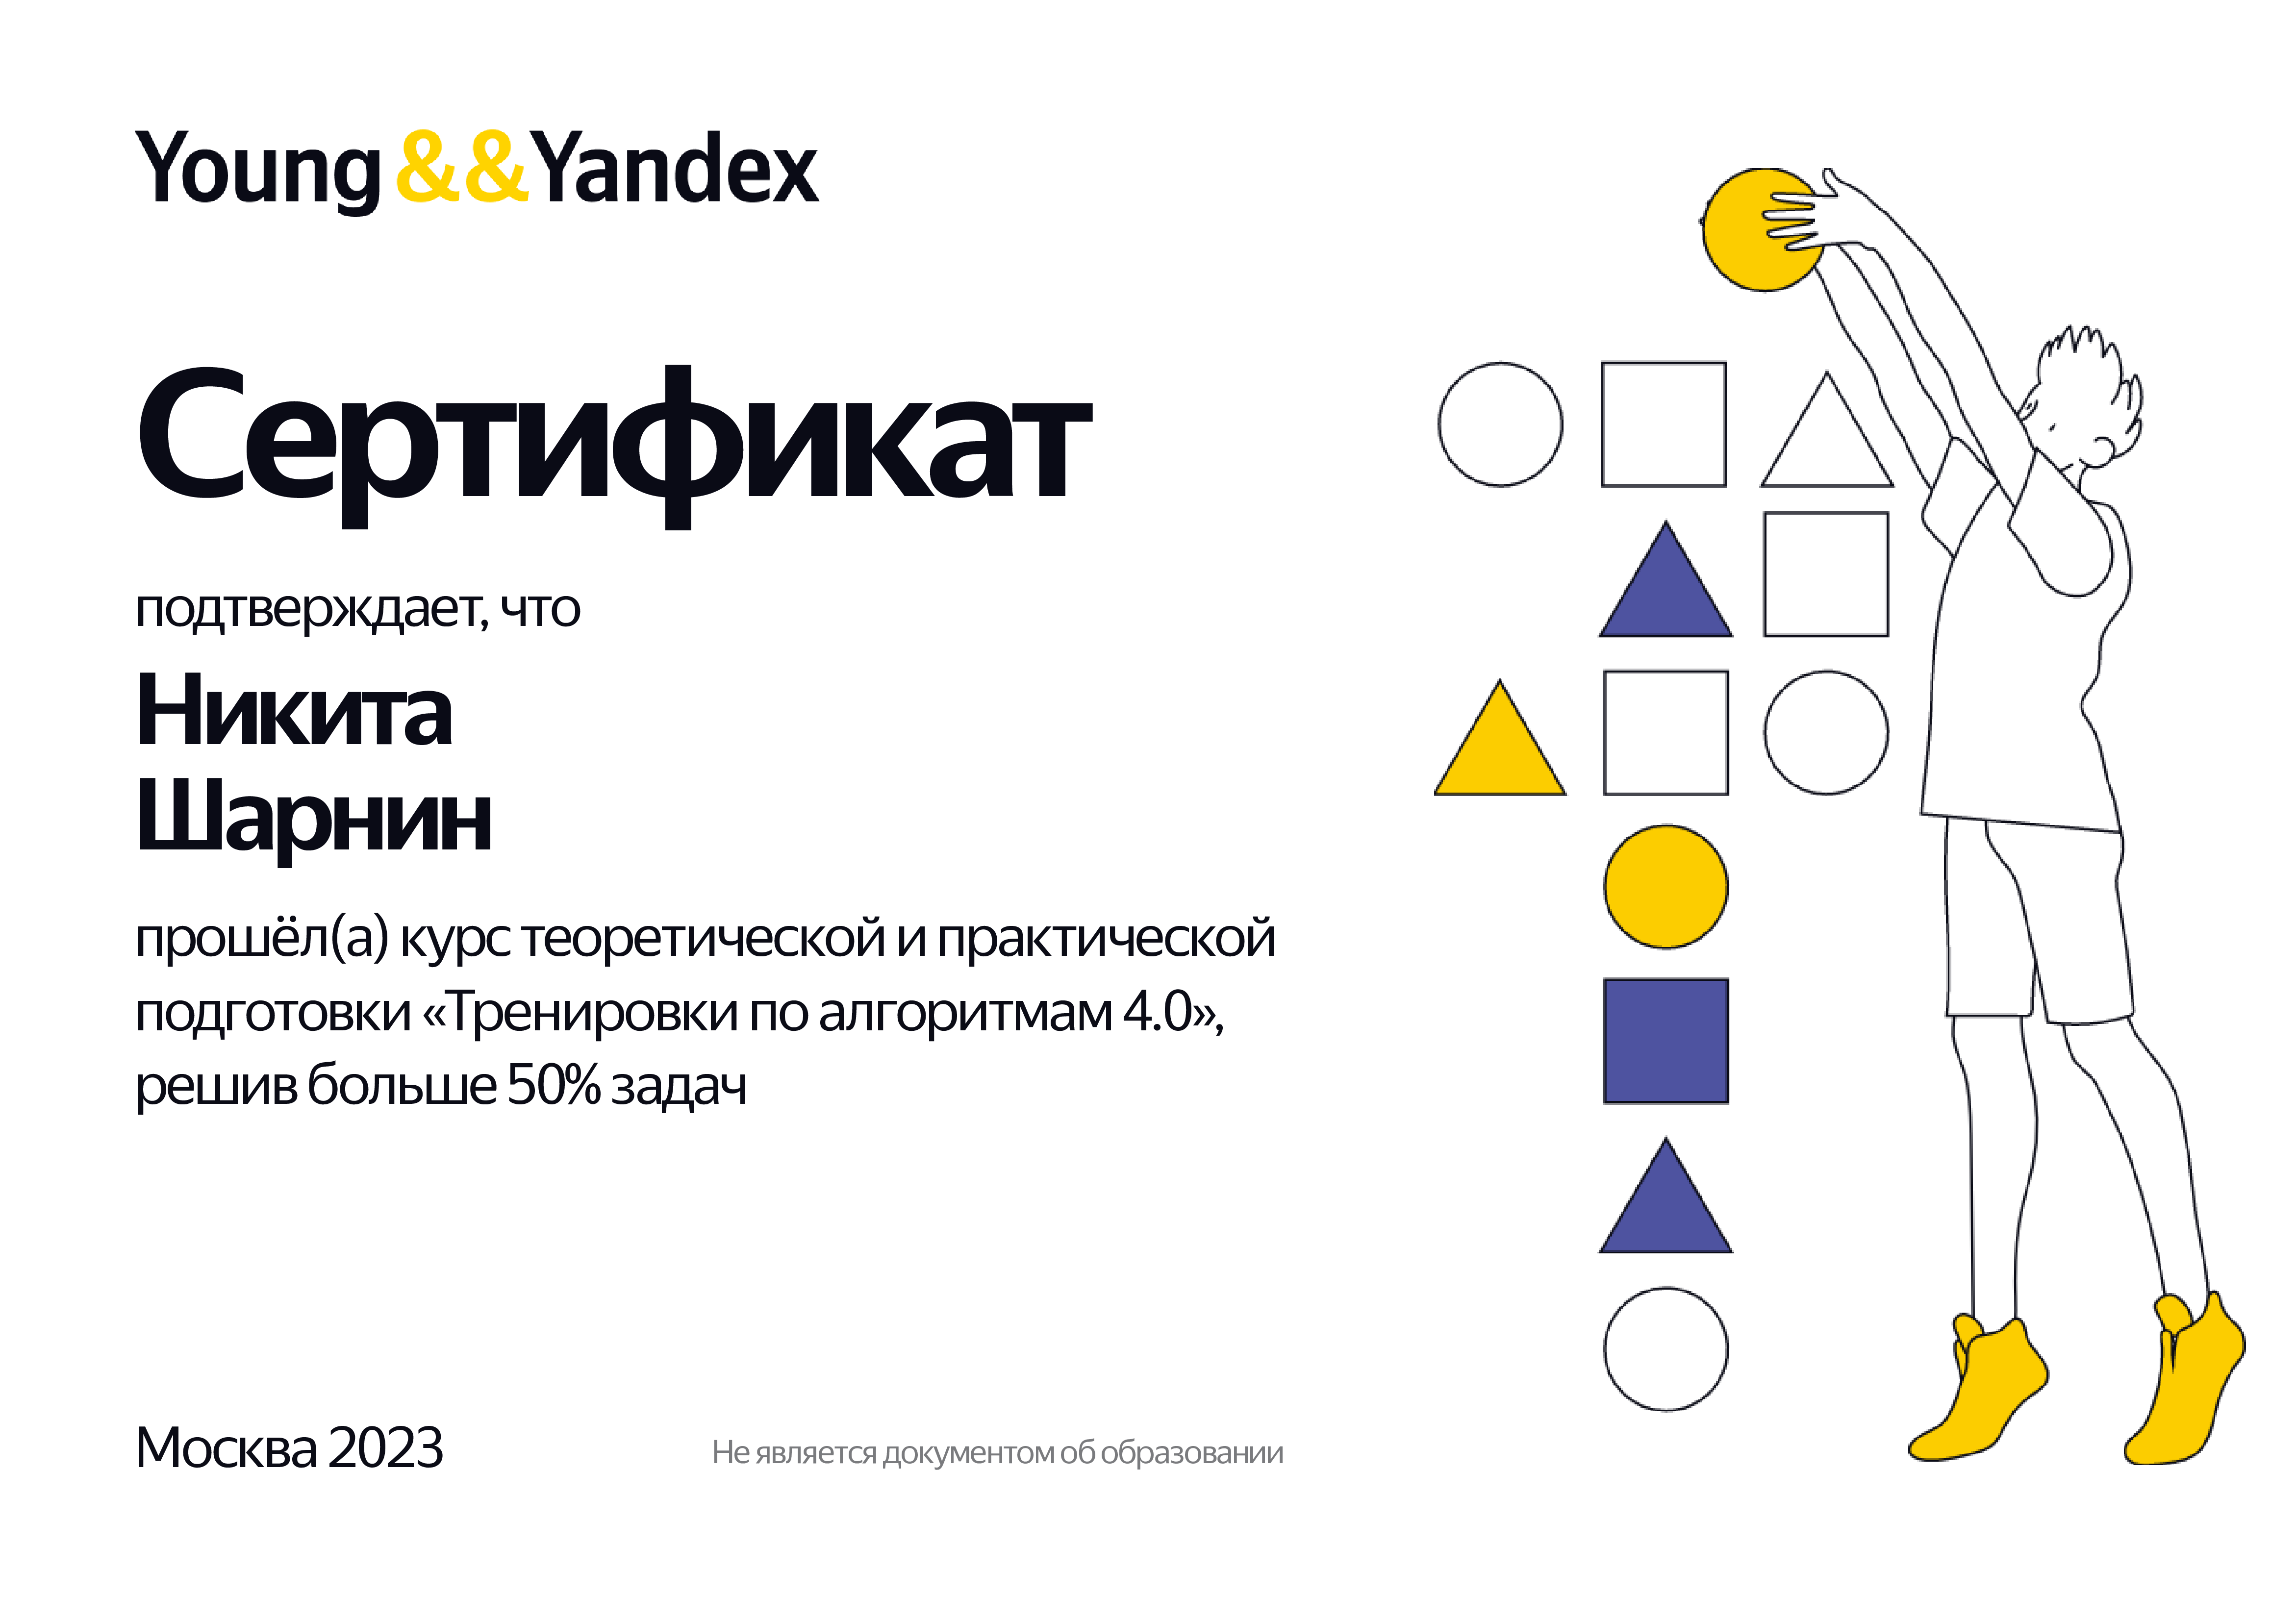 Young && Yandex
Сертификат
подтверждает, что
Никита
Шарнин
прошёл(а) курс теоретической и практической
подготовки «Тренировки по алгоритмам 4.0»,
решив больше 50% задач
Москва 2023
Не является документом об образовании